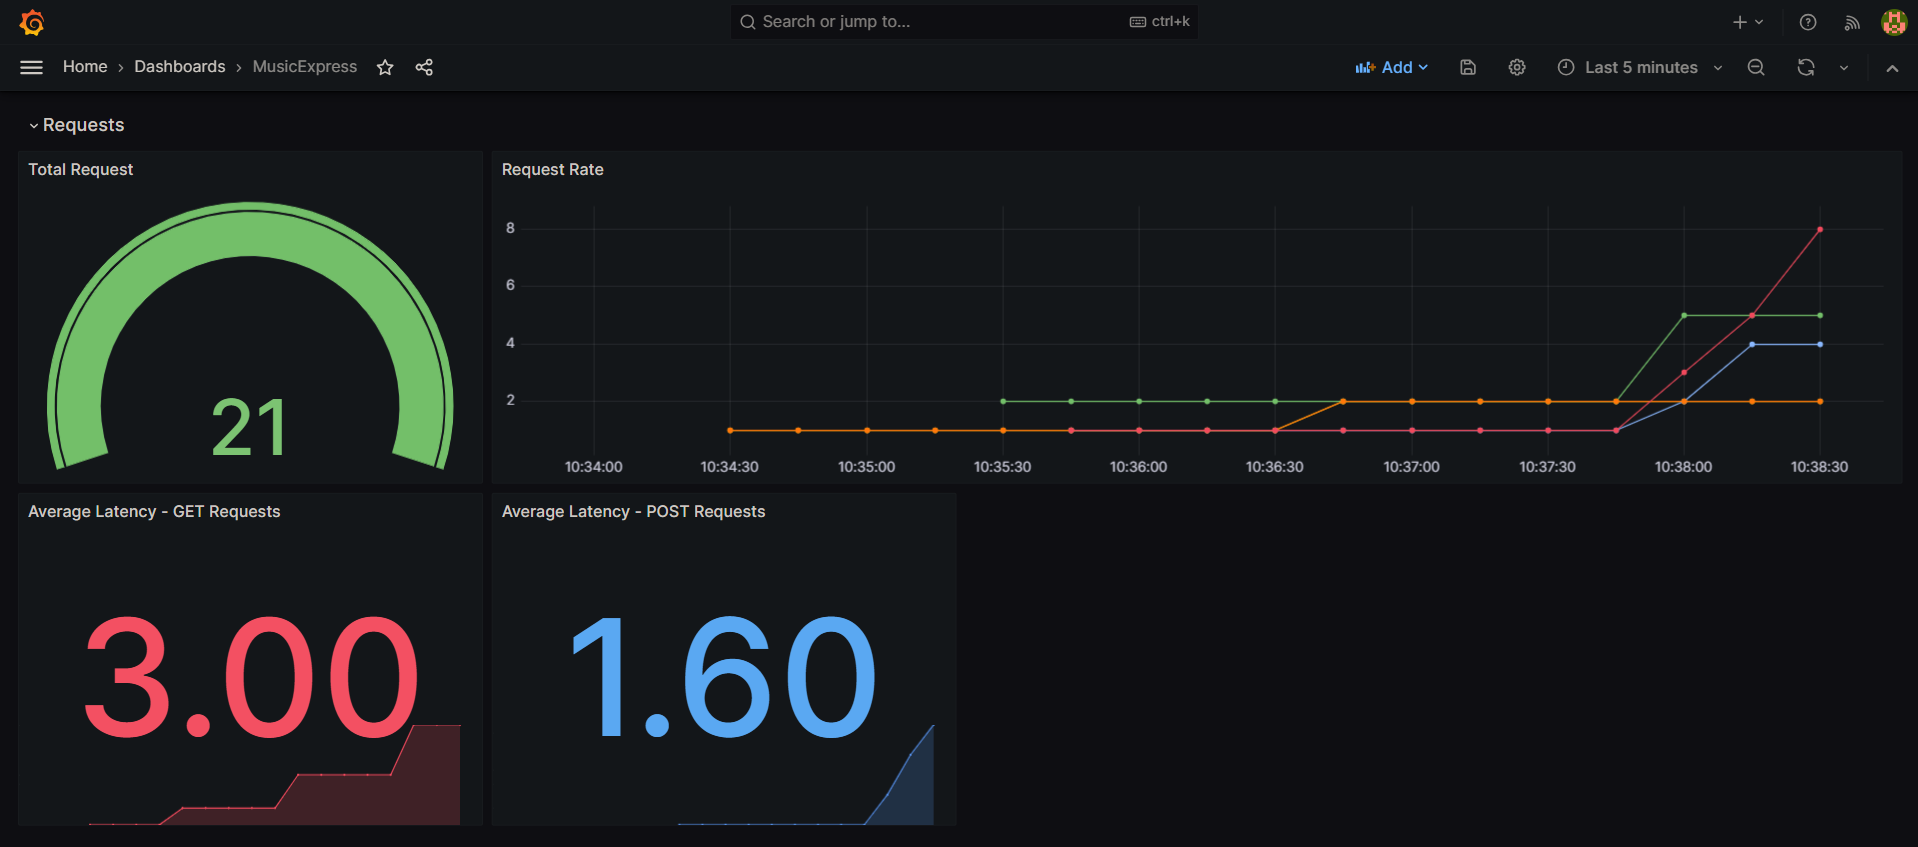 Search or jump to... ctrl+k
Home › Dashboards › MusicExpress Add Last 5 minutes
Requests
Total Request
21
Request Rate
8
6
4
2
10:34:00 10:34:30 10:35:00 10:35:30 10:36:00 10:36:30 10:37:00 10:37:30 10:38:00 10:38:30
Average Latency - GET Requests
3.00
Average Latency - POST Requests
1.60